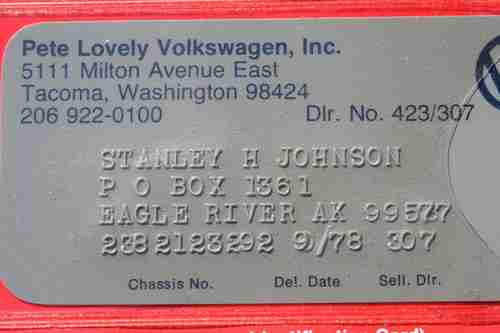 Pete Lovely Volkswagen, Inc.
5111 Milton Avenue East
Tacoma, Washington 98424
206 922-0100 Dlr. No. 423/307
STANLEY H JOHNSON
P O BOX 1361
EAGLE RIVER AK 99577
2382123292 9/78 307
Chassis No. Del. Date Sell. Dlr.